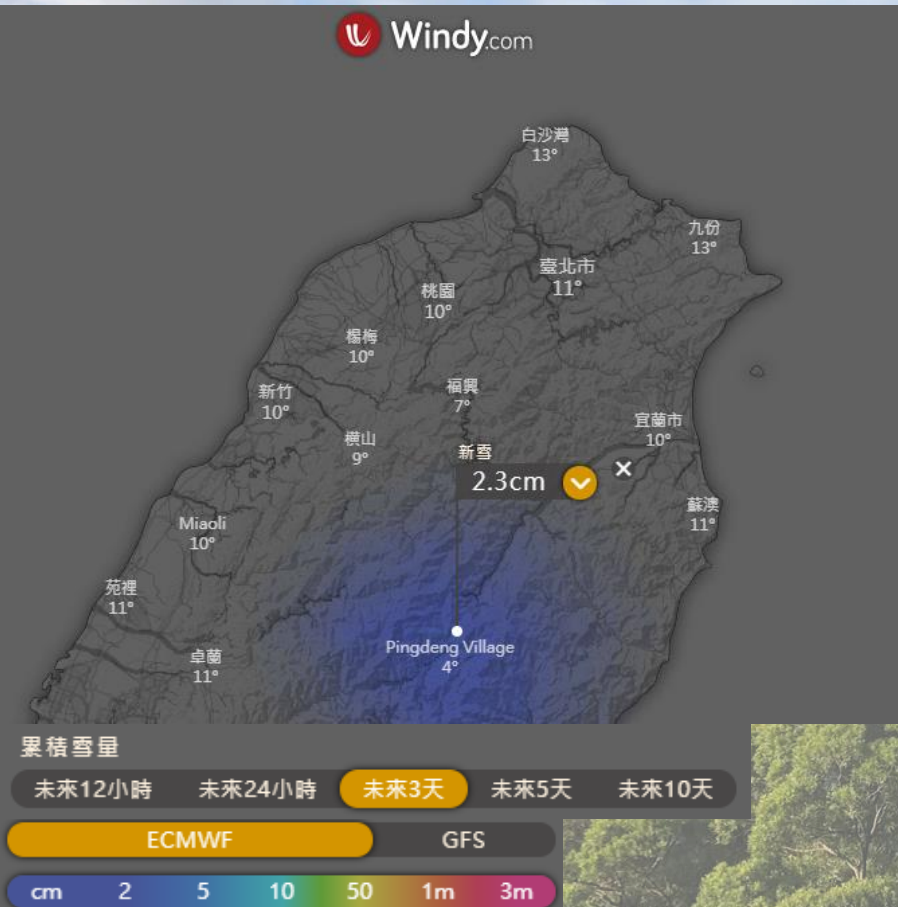 Windy.com
白沙灣
13°
九份
13°
臺北市
11°
桃園
10°
楊梅
10°
福興
7°
新竹
10°
宜蘭市
10°
橫山
9°
新雪
2.3cm
蘇澳
11°
Miaoli
10°
苑裡
11°
Pingdeng Village
4°
卓蘭
11°
累積雪量
未來12小時 未來24小時 未來3天 未來5天 未來10天
ECMWF GFS
cm 2 5 10 50 1m 3m